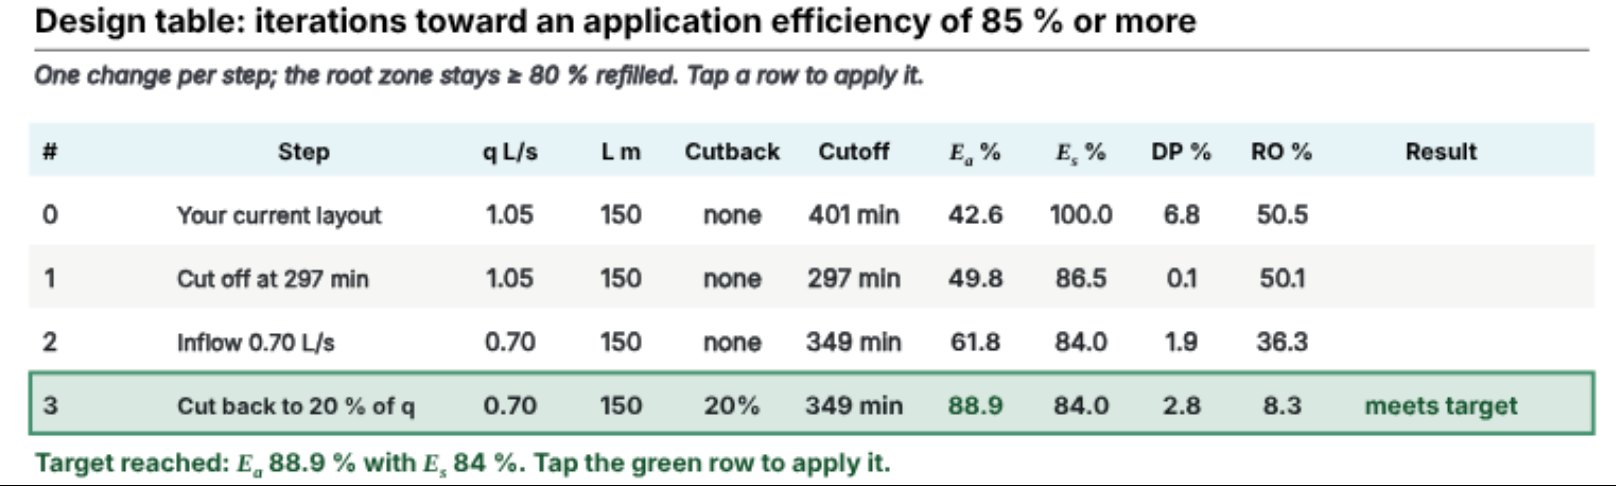 Design table: iterations toward an application efficiency of 85 % or more
One change per step; the root zone stays ≥ 80 % refilled. Tap a row to apply it.
# Step q L/s L m Cutback Cutoff Eₐ % Eₛ % DP % RO % Result
0 Your current layout 1.05 150 none 401 min 42.6 100.0 6.8 50.5
1 Cut off at 297 min 1.05 150 none 297 min 49.8 86.5 0.1 50.1
2 Inflow 0.70 L/s 0.70 150 none 349 min 61.8 84.0 1.9 36.3
3 Cut back to 20 % of q 0.70 150 20% 349 min 88.9 84.0 2.8 8.3 meets target
Target reached: Eₐ 88.9 % with Eₛ 84 %. Tap the green row to apply it.